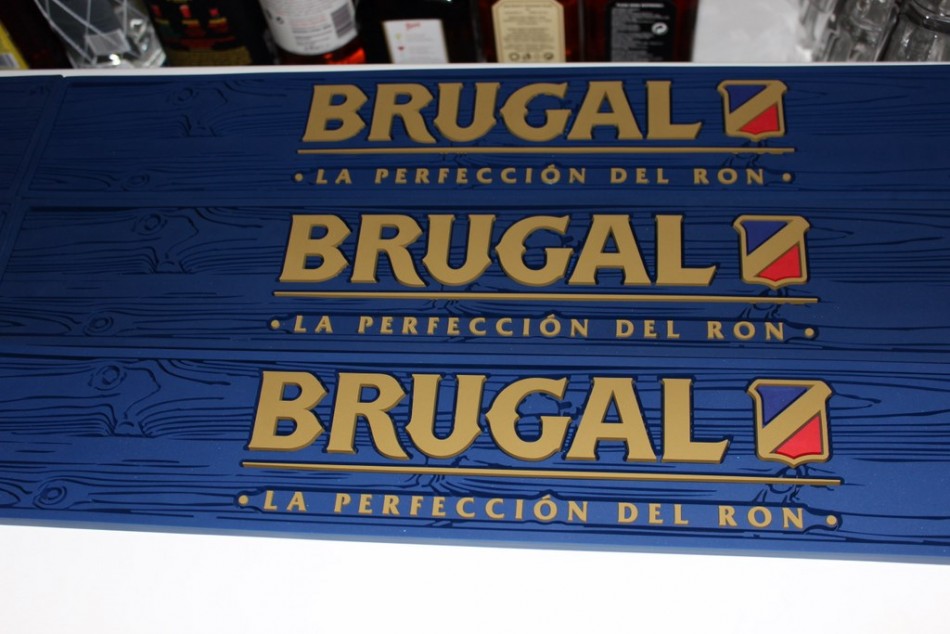 BRUGAL
• LA PERFECCIÓN DEL RON •
BRUGAL
• LA PERFECCIÓN DEL RON •
BRUGAL
• LA PERFECCIÓN DEL RON •